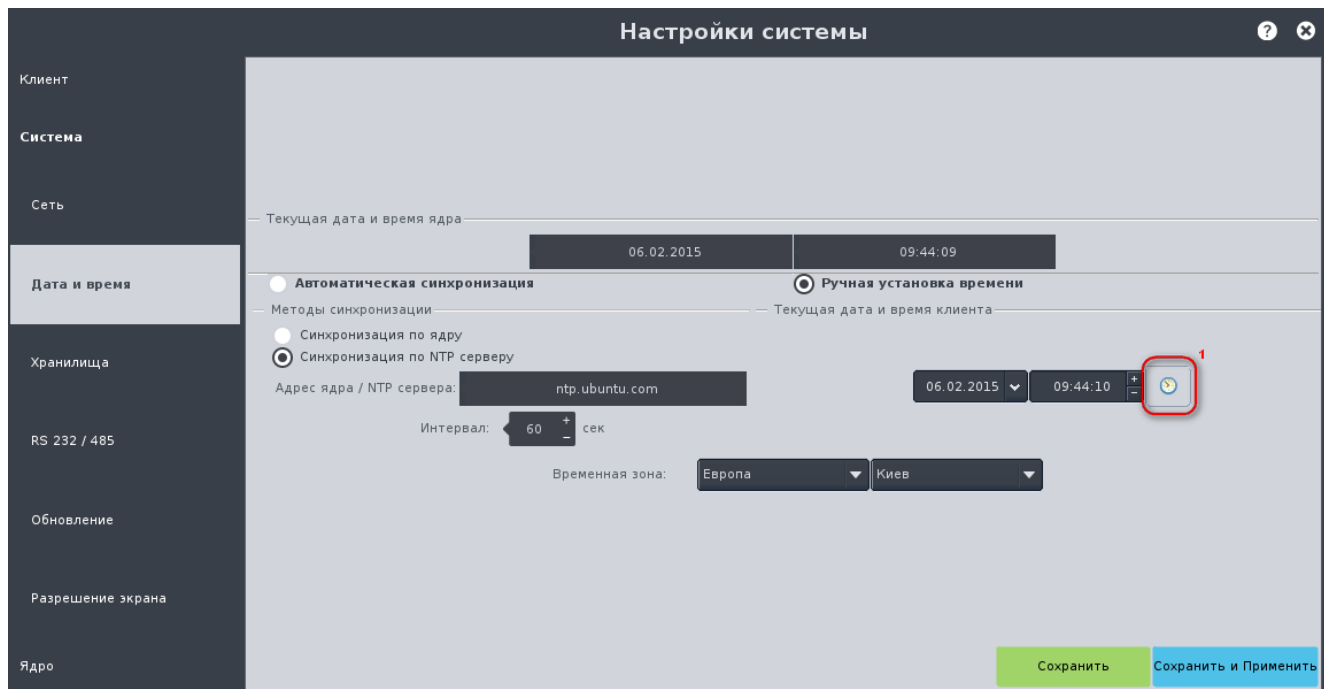 Настройки системы
?
Клиент
Система
Сеть
Дата и время
Хранилища
RS 232 / 485
Обновление
Разрешение экрана
Ядро
Текущая дата и время ядра
06.02.2015 09:44:09
Автоматическая синхронизация Ручная установка времени
Методы синхронизации Текущая дата и время клиента
Синхронизация по ядру
Синхронизация по NTP серверу
1
Адрес ядра / NTP сервера: ntp.ubuntu.com 06.02.2015 09:44:10 + −
Интервал: 60 + − сек
Временная зона: Европа Киев
Сохранить Сохранить и Применить